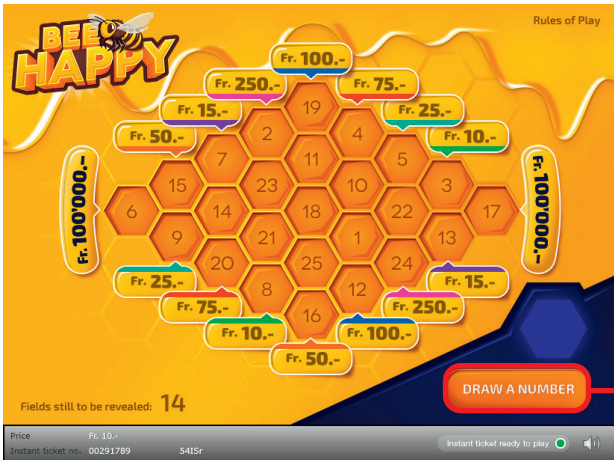 Rules of Play
BEE
HAPPY
Fr. 100.-
Fr. 250.-
Fr. 75.-
Fr. 15.-
Fr. 25.-
Fr. 50.-
Fr. 10.-
19
2
4
7
11
5
15
23
10
3
6
14
18
22
17
9
21
1
13
20
25
24
8
12
16
Fr. 100'000.-
Fr. 100'000.-
Fr. 25.-
Fr. 15.-
Fr. 75.-
Fr. 250.-
Fr. 10.-
Fr. 100.-
Fr. 50.-
DRAW A NUMBER
Fields still to be revealed: 14
Price Fr. 10.-
Instant ticket no. 00291789 54ISr
Instant ticket ready to play